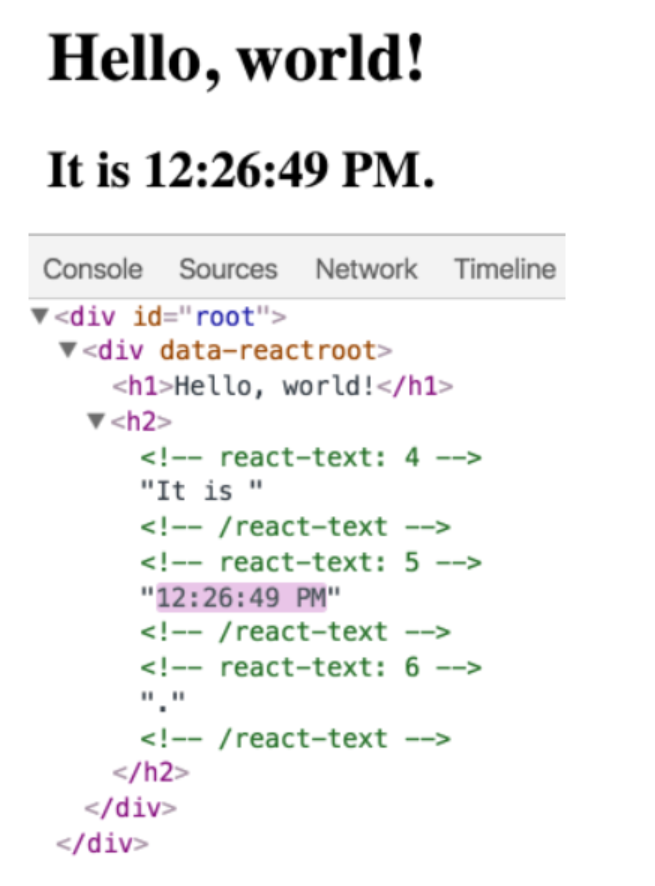 Hello, world!
It is 12:26:49 PM.
Console Sources Network Timeline
▼<div id="root">
▼<div data-reactroot>
<h1>Hello, world!</h1>
▼<h2>
<!-- react-text: 4 -->
"It is "
<!-- /react-text -->
<!-- react-text: 5 -->
"12:26:49 PM"
<!-- /react-text -->
<!-- react-text: 6 -->
"."
<!-- /react-text -->
</h2>
</div>
</div>